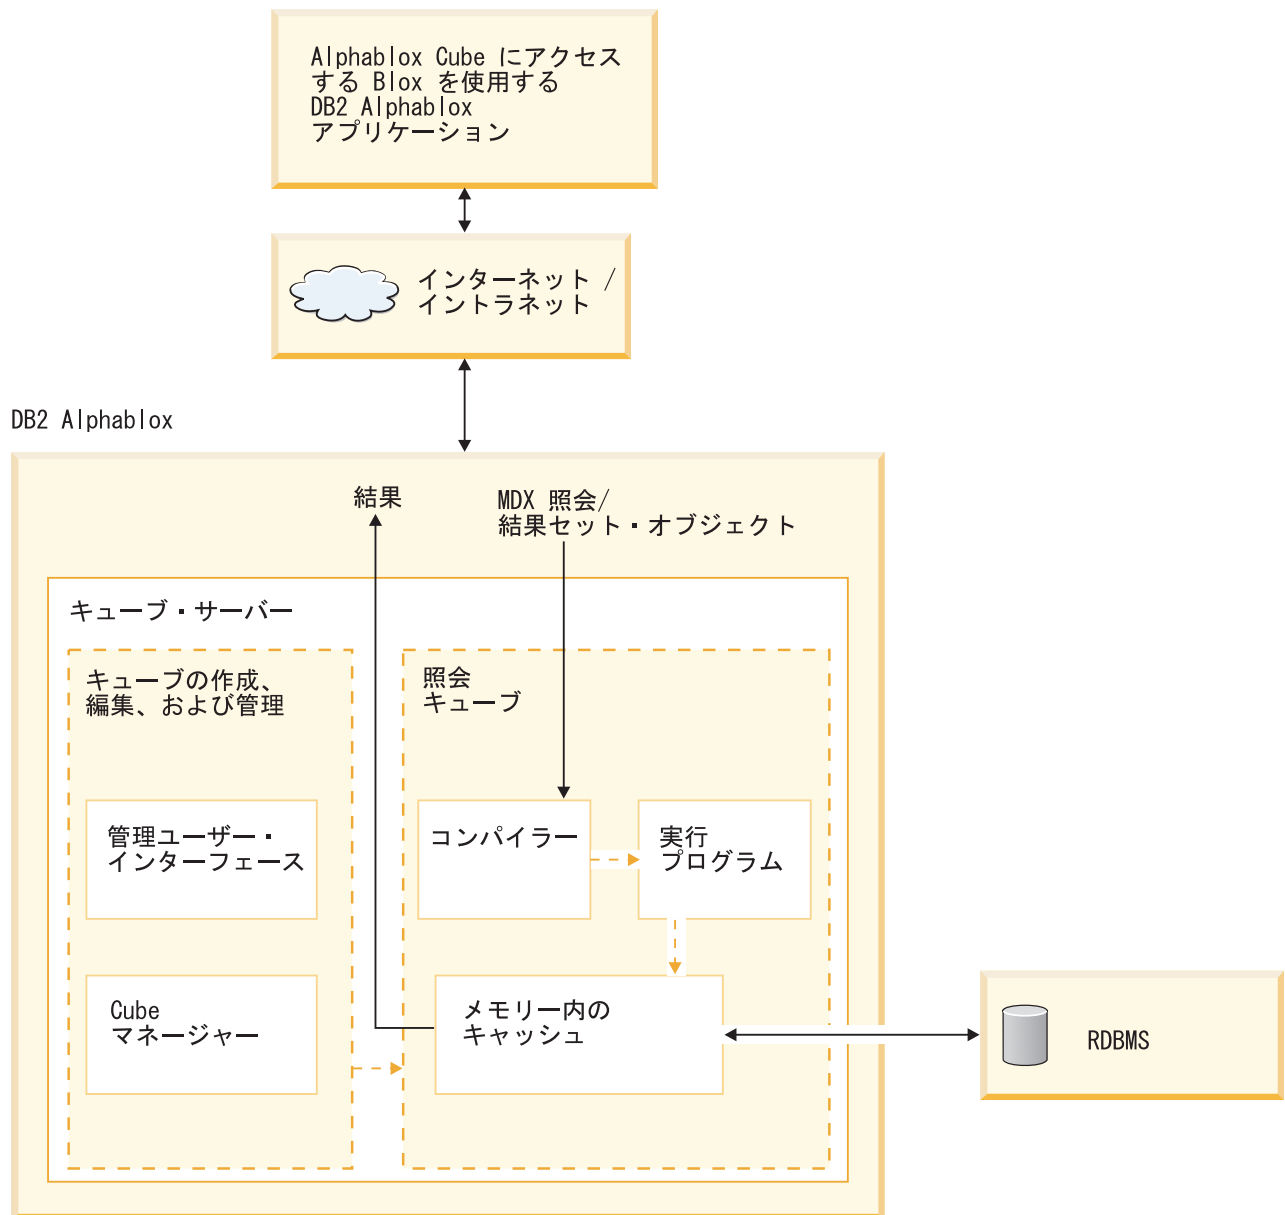 Alphablox Cube にアクセス
する Blox を使用する
DB2 Alphablox
アプリケーション
インターネット /
イントラネット
DB2 Alphablox
結果
MDX 照会/
結果セット・オブジェクト
キューブ・サーバー
キューブの作成、
編集、および管理
照会
キューブ
管理ユーザー・
インターフェース
コンパイラー
実行
プログラム
Cube
マネージャー
メモリー内の
キャッシュ
RDBMS